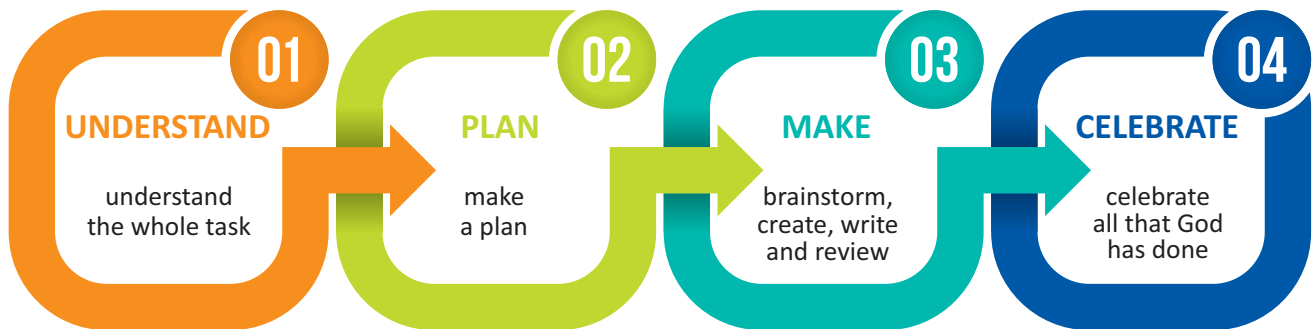 01
UNDERSTAND
understand
the whole task
02
PLAN
make
a plan
03
MAKE
brainstorm,
create, write
and review
04
CELEBRATE
celebrate
all that God
has done